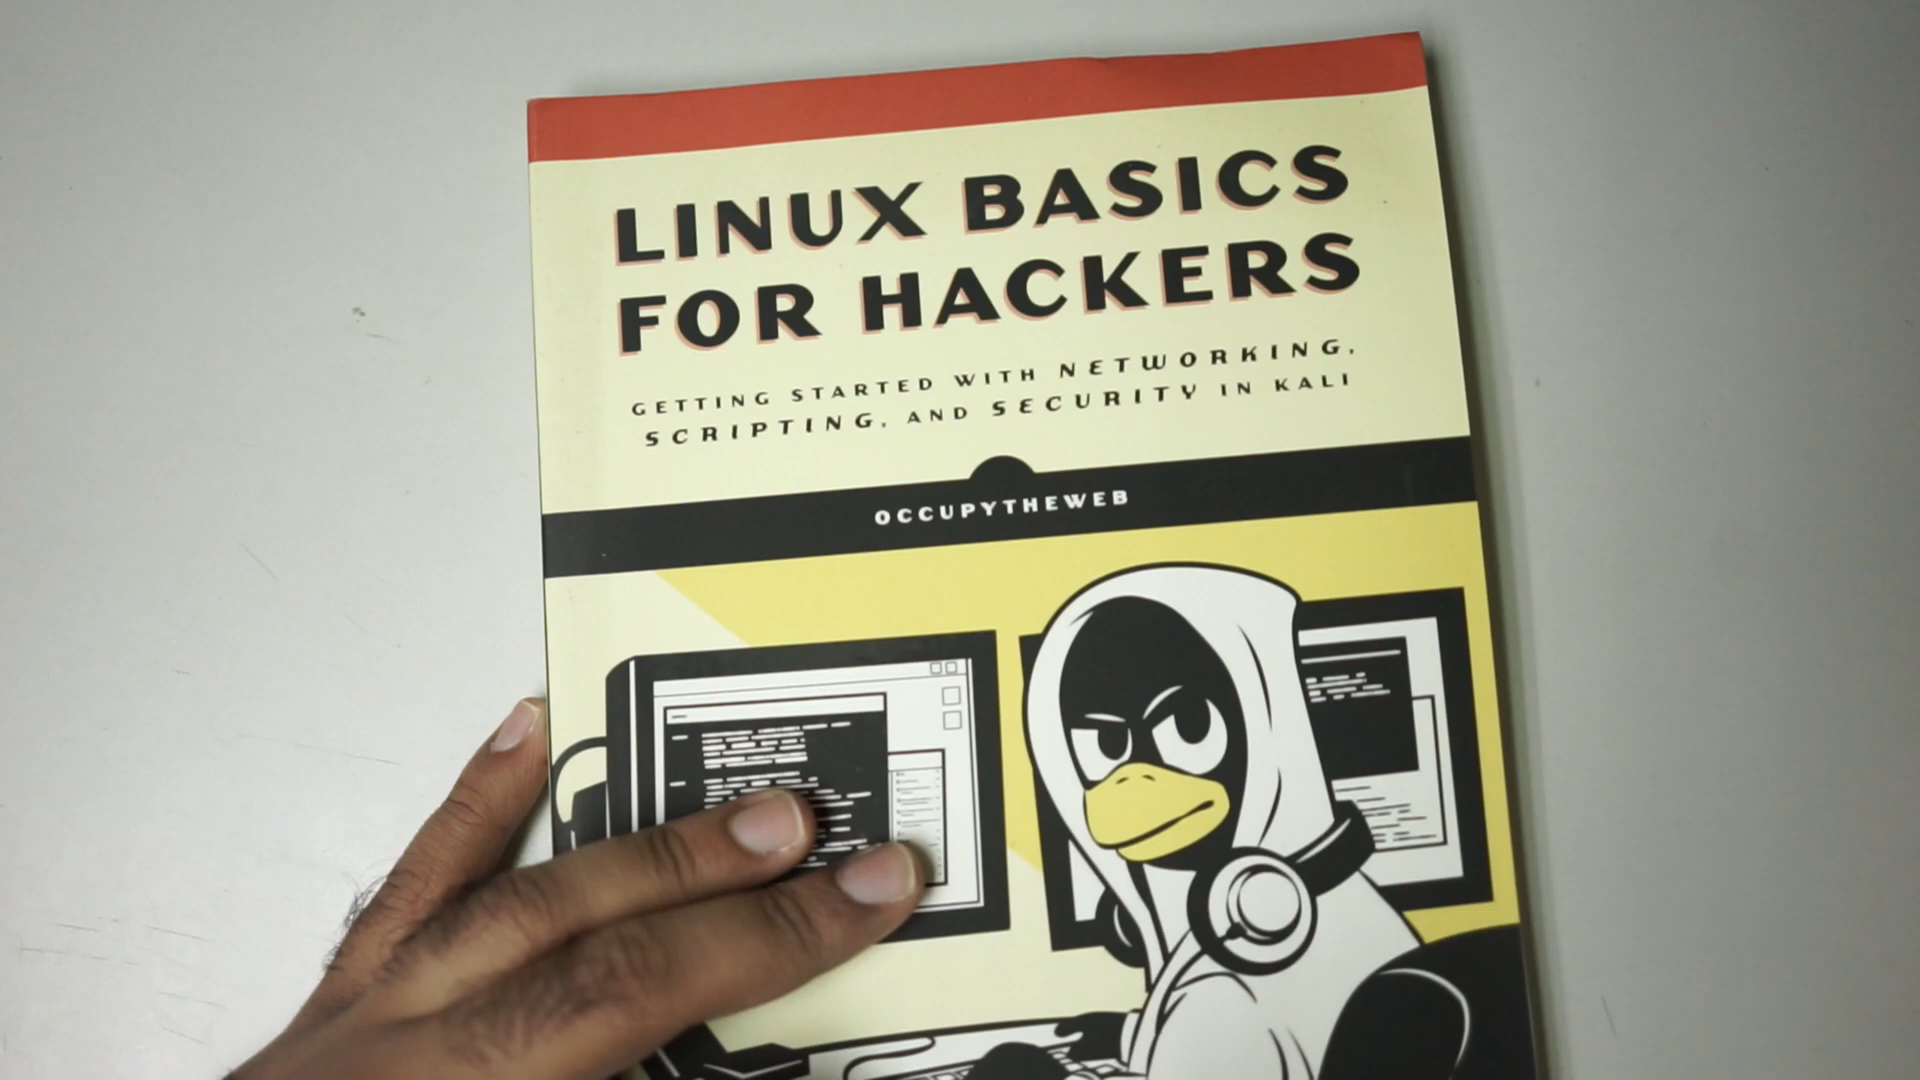 LINUX BASICS
FOR HACKERS
GETTING STARTED WITH NETWORKING,
SCRIPTING, AND SECURITY IN KALI
OCCUPYTHEWEB